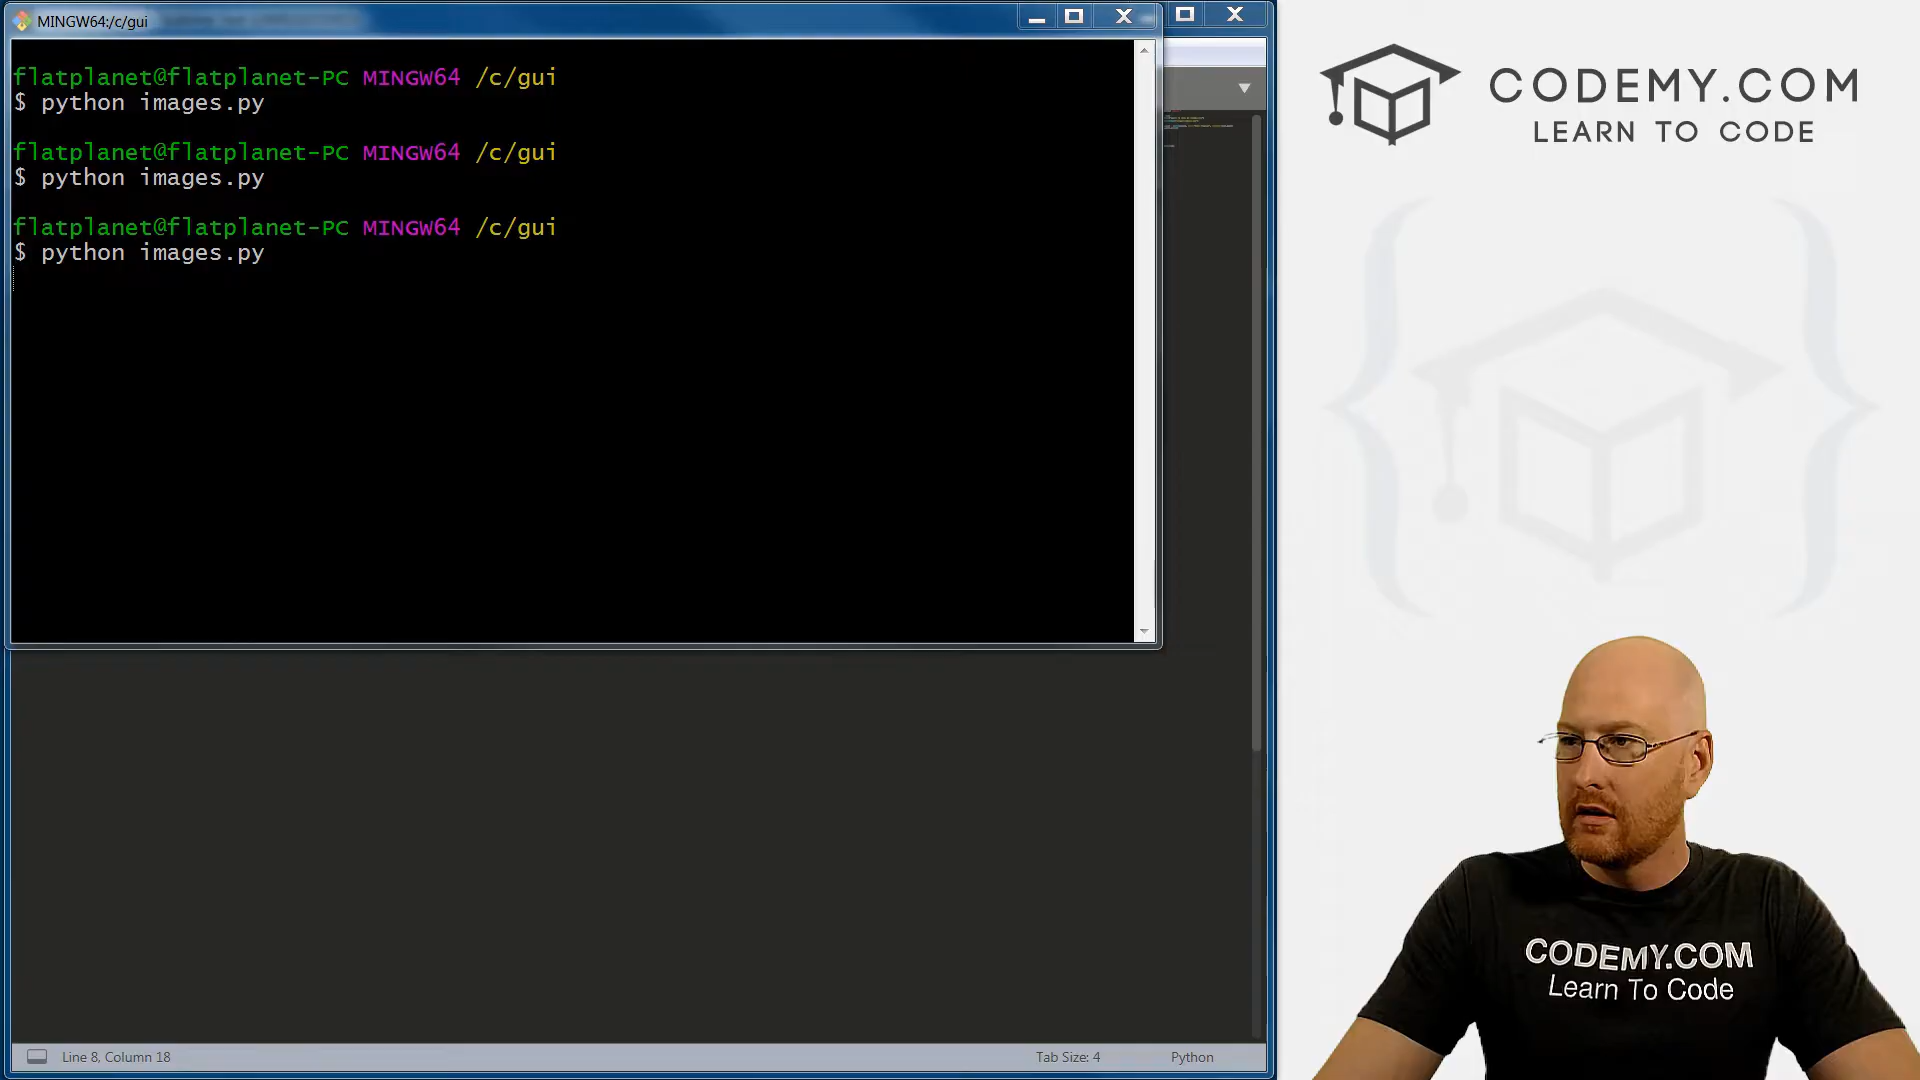 MINGW64:/c/gui
flatplanet@flatplanet-PC MINGW64 /c/gui
$ python images.py
flatplanet@flatplanet-PC MINGW64 /c/gui
$ python images.py
flatplanet@flatplanet-PC MINGW64 /c/gui
$ python images.py
Line 8, Column 18
Tab Size: 4
Python
CODEMY.COM
LEARN TO CODE
CODEMY.COM
Learn To Code